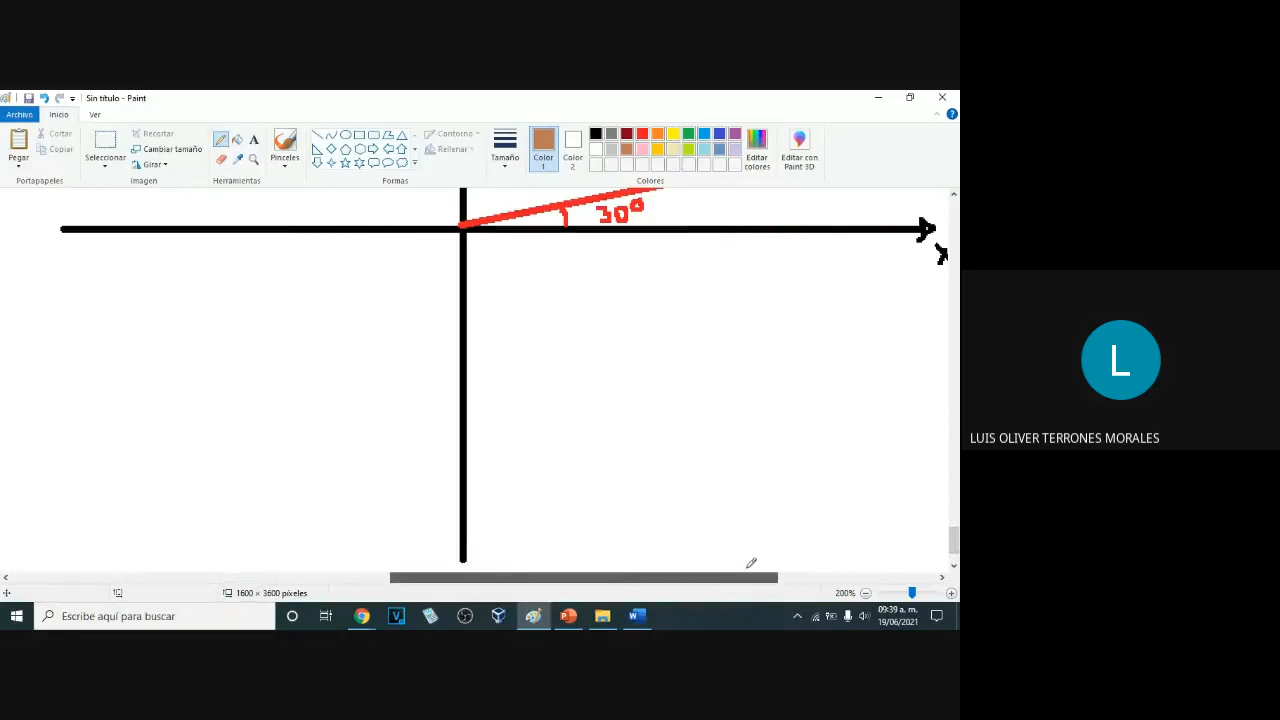 Sin título - Paint
Archivo Inicio Ver
Pegar
Cortar
Copiar
Portapapeles
Seleccionar
Recortar
Cambiar tamaño
Girar
Imagen
A
Herramientas
Pinceles
Contorno
Rellenar
Formas
Tamaño
Color 1
Color 2
Editar colores
Editar con Paint 3D
Colores
30°
L
LUIS OLIVER TERRONES MORALES
1600 × 3600 píxeles
200%
Escribe aquí para buscar
V
P
W
09:39 a. m.
19/06/2021